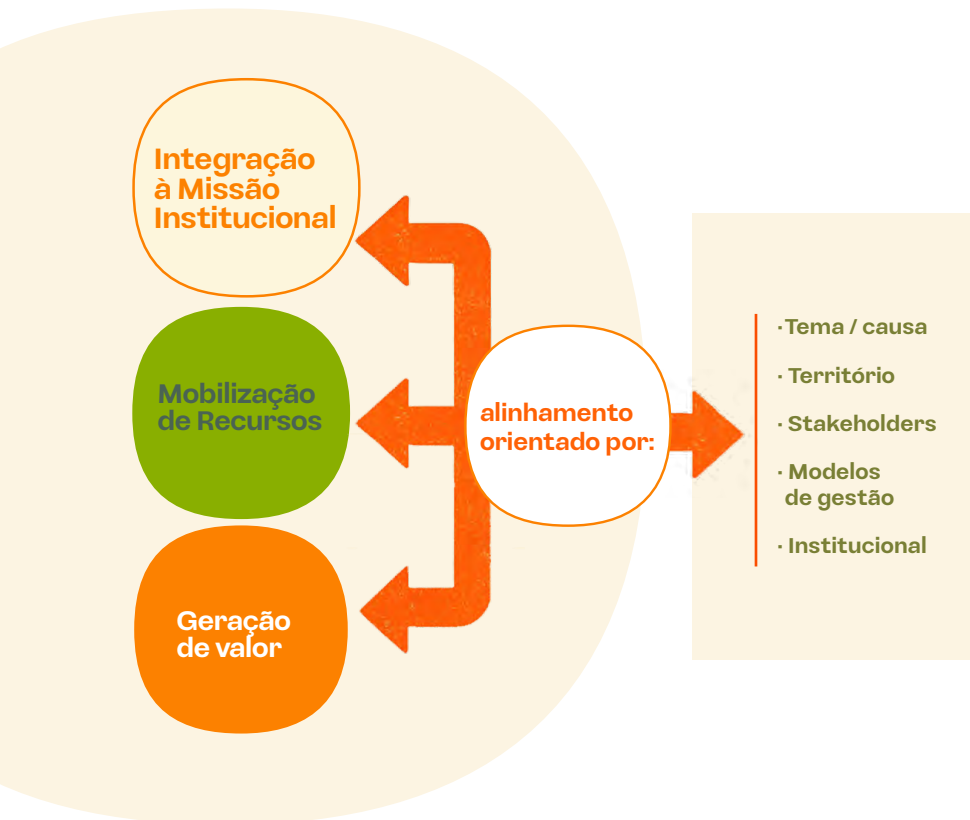 Integração
à Missão
Institucional
Mobilização
de Recursos
Geração
de valor
alinhamento
orientado por:
· Tema / causa
· Território
· Stakeholders
· Modelos
de gestão
· Institucional